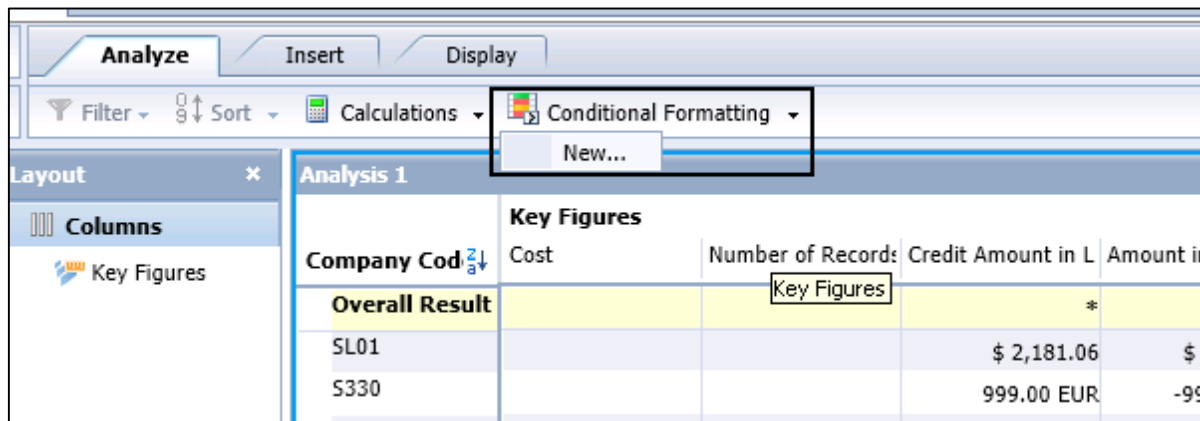 Analyze Insert Display
Filter Sort Calculations Conditional Formatting
New...
Layout × Analysis 1
Columns Key Figures
Company Cod Cost Number of Records Credit Amount in L Amount i
Key Figures
Key Figures
Overall Result *
SL01 $ 2,181.06 $
S330 999.00 EUR -99